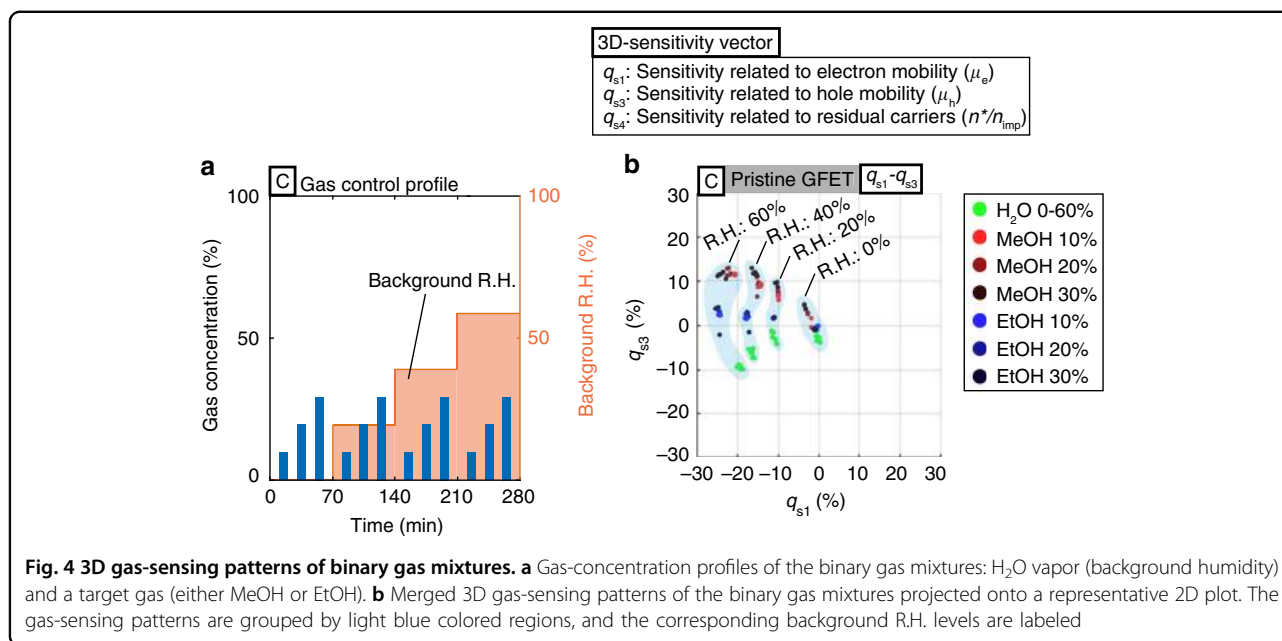 3D-sensitivity vector
qs1: Sensitivity related to electron mobility (μe)
qs3: Sensitivity related to hole mobility (μh)
qs4: Sensitivity related to residual carriers (n*/nimp)
a
C Gas control profile
100
50
0
Gas concentration (%)
Background R.H.
100
50
Background R.H. (%)
0 70 140 210 280
Time (min)
b
C Pristine GFET qs1-qs3
30
20
10
0
−10
−20
−30
qs3 (%)
R.H.: 60%
R.H.: 40%
R.H.: 20%
R.H.: 0%
−30 −20 −10 0 10 20 30
qs1 (%)
H2O 0-60%
MeOH 10%
MeOH 20%
MeOH 30%
EtOH 10%
EtOH 20%
EtOH 30%
Fig. 4 3D gas-sensing patterns of binary gas mixtures. a Gas-concentration profiles of the binary gas mixtures: H2O vapor (background humidity)
and a target gas (either MeOH or EtOH). b Merged 3D gas-sensing patterns of the binary gas mixtures projected onto a representative 2D plot. The
gas-sensing patterns are grouped by light blue colored regions, and the corresponding background R.H. levels are labeled